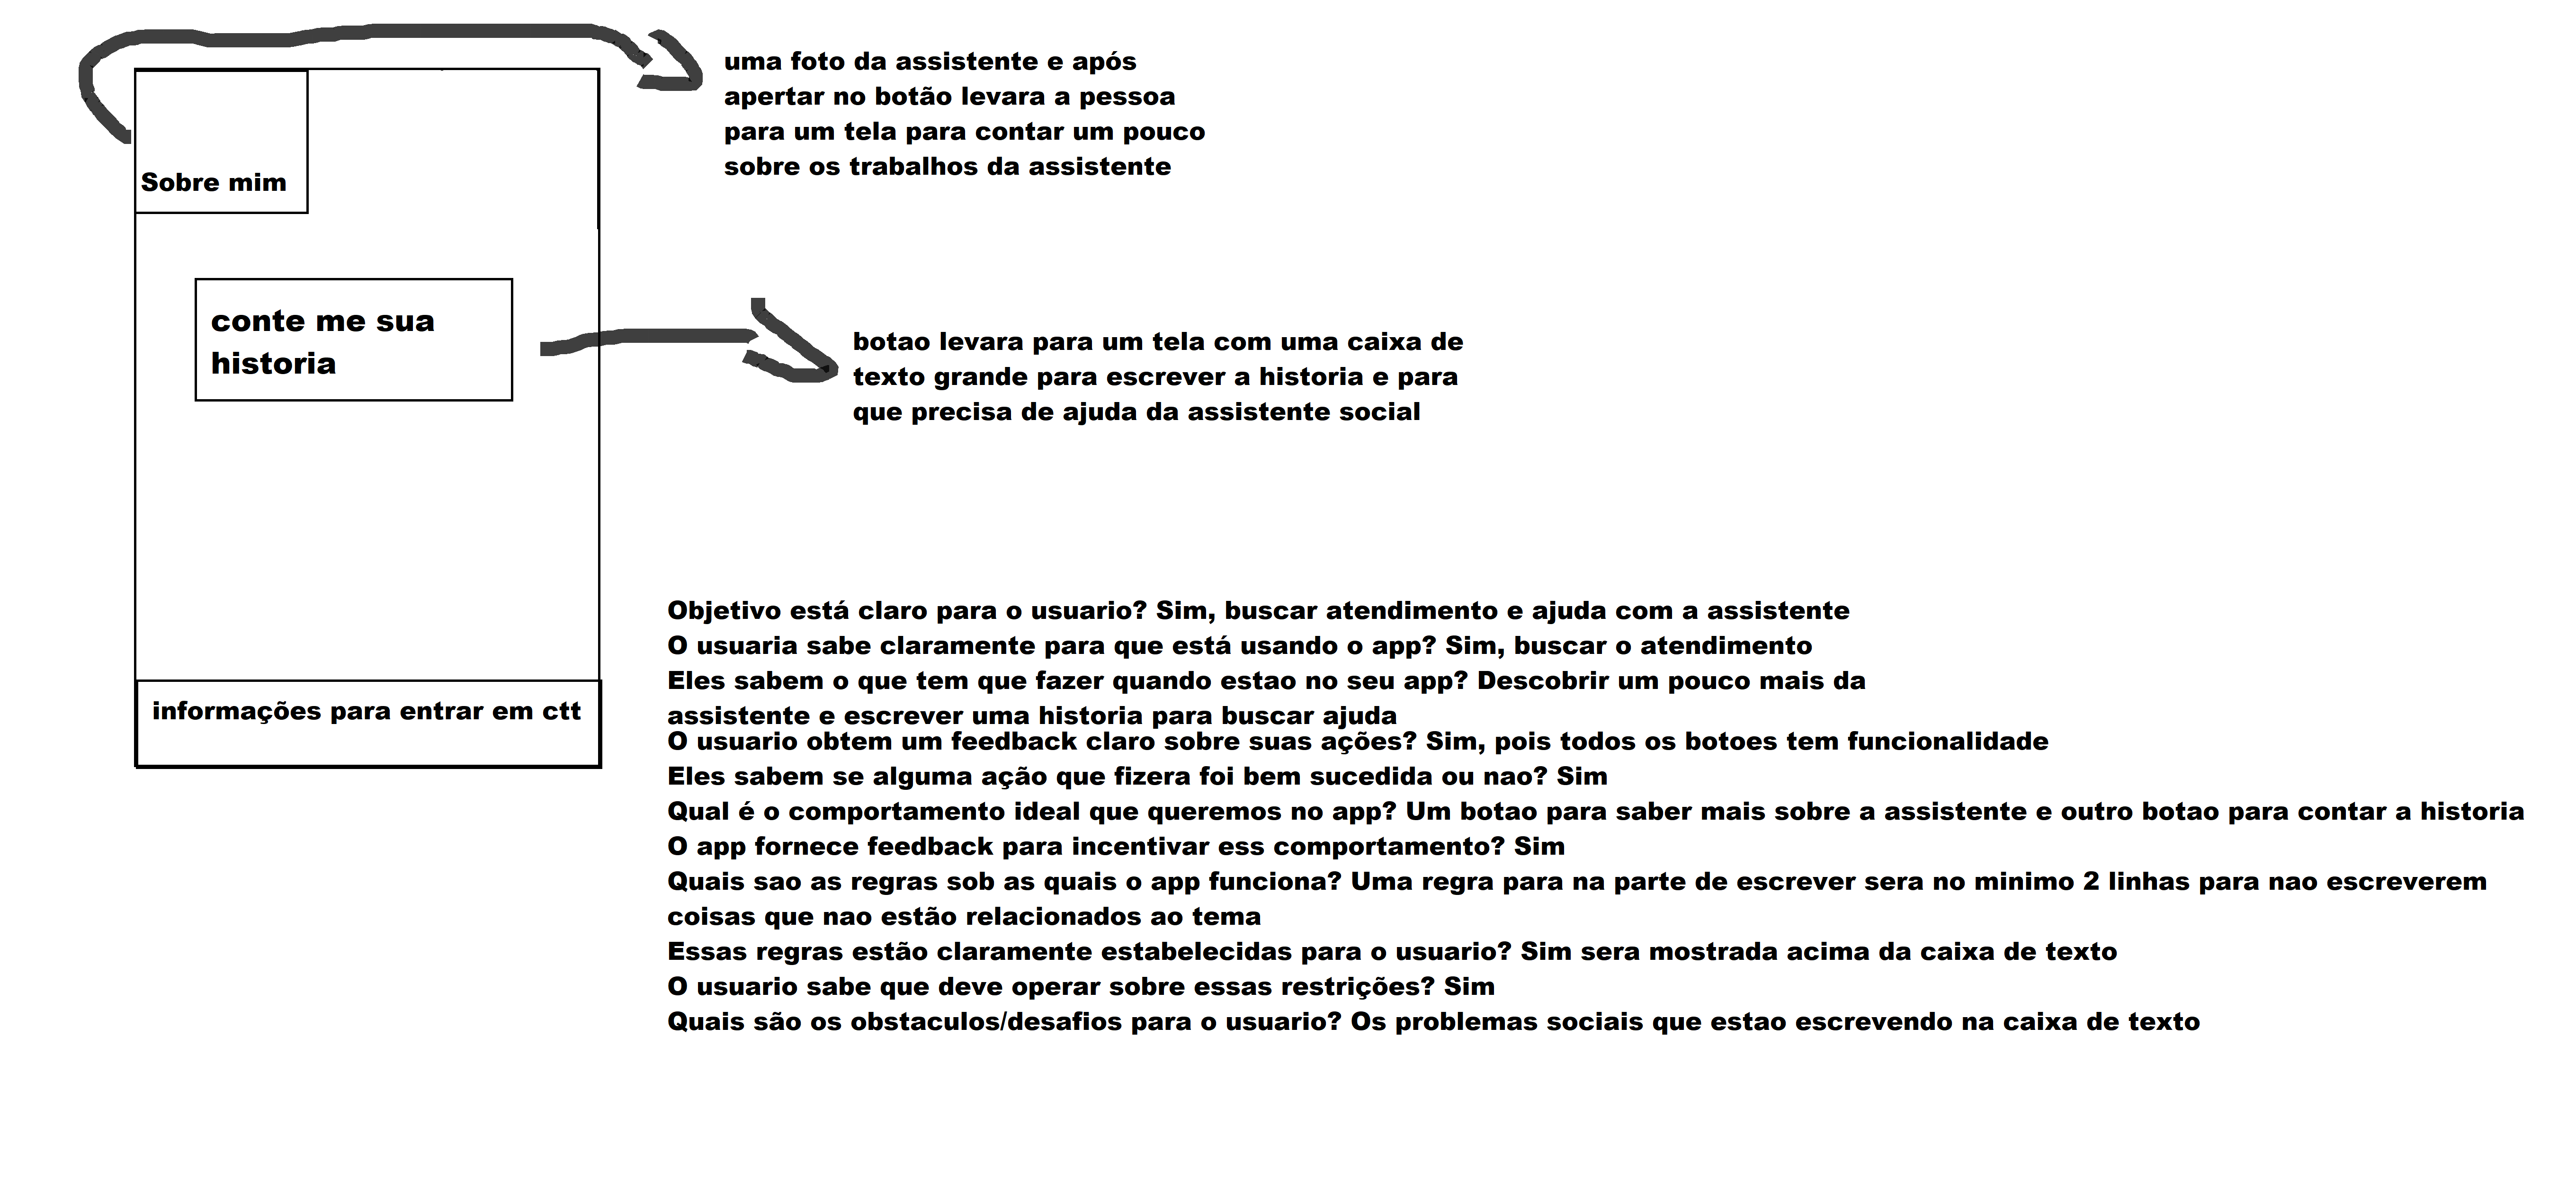 uma foto da assistente e após
apertar no botão levara a pessoa
para um tela para contar um pouco
sobre os trabalhos da assistente
Sobre mim
conte me sua
historia
botao levara para um tela com uma caixa de
texto grande para escrever a historia e para
que precisa de ajuda da assistente social
informações para entrar em ctt
Objetivo está claro para o usuario? Sim, buscar atendimento e ajuda com a assistente
O usuaria sabe claramente para que está usando o app? Sim, buscar o atendimento
Eles sabem o que tem que fazer quando estao no seu app? Descobrir um pouco mais da
assistente e escrever uma historia para buscar ajuda
O usuario obtem um feedback claro sobre suas ações? Sim, pois todos os botoes tem funcionalidade
Eles sabem se alguma ação que fizera foi bem sucedida ou nao? Sim
Qual é o comportamento ideal que queremos no app? Um botao para saber mais sobre a assistente e outro botao para contar a historia
O app fornece feedback para incentivar ess comportamento? Sim
Quais sao as regras sob as quais o app funciona? Uma regra para na parte de escrever sera no minimo 2 linhas para nao escreverem
coisas que nao estão relacionados ao tema
Essas regras estão claramente estabelecidas para o usuario? Sim sera mostrada acima da caixa de texto
O usuario sabe que deve operar sobre essas restrições? Sim
Quais são os obstaculos/desafios para o usuario? Os problemas sociais que estao escrevendo na caixa de texto